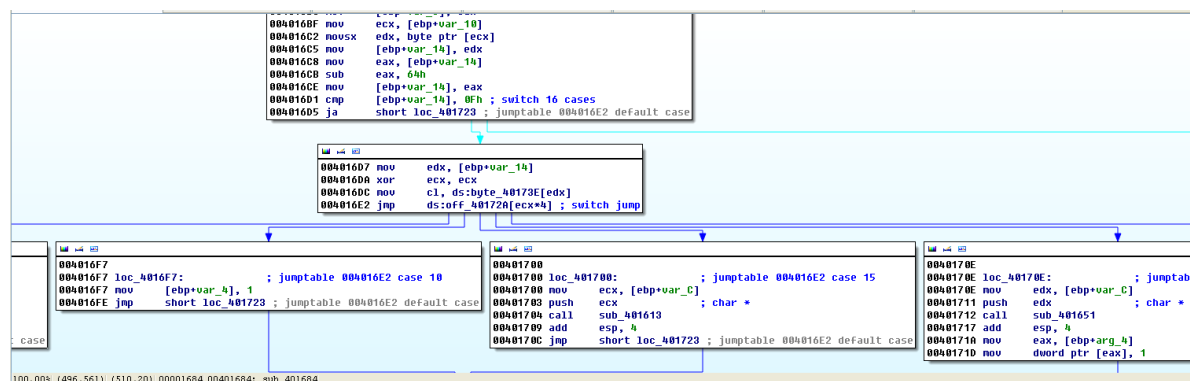 004016BF mov ecx, [ebp+var_10]
004016C2 movsx edx, byte ptr [ecx]
004016C5 mov [ebp+var_14], edx
004016C8 mov eax, [ebp+var_14]
004016CB sub eax, 64h
004016CE mov [ebp+var_14], eax
004016D1 cmp [ebp+var_14], 0Fh ; switch 16 cases
004016D5 ja short loc_401723 ; jumptable 004016E2 default case
004016D7 mov edx, [ebp+var_14]
004016DA xor ecx, ecx
004016DC mov cl, ds:byte_40173E[edx]
004016E2 jmp ds:off_40172A[ecx*4] ; switch jump
case
004016F7
004016F7 loc_4016F7: ; jumptable 004016E2 case 10
004016F7 mov [ebp+var_4], 1
004016FE jmp short loc_401723 ; jumptable 004016E2 default case
00401700
00401700 loc_401700: ; jumptable 004016E2 case 15
00401700 mov ecx, [ebp+var_C]
00401703 push ecx ; char *
00401704 call sub_401613
00401709 add esp, 4
0040170C jmp short loc_401723 ; jumptable 004016E2 default case
0040170E
0040170E loc_40170E: ; jumptab
0040170E mov edx, [ebp+var_C]
00401711 push edx ; char *
00401712 call sub_401651
00401717 add esp, 4
0040171A mov eax, [ebp+arg_4]
0040171D mov dword ptr [eax], 1
100.00% (496,561) (510,20) 00001684 00401684: sub_401684